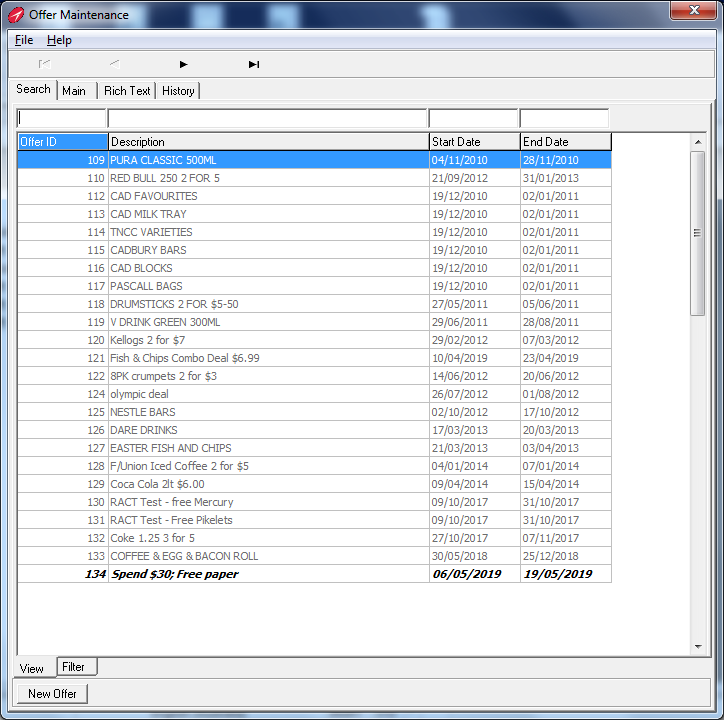 Offer Maintenance
File Help
Search Main Rich Text History
Offer ID Description Start Date End Date
109 PURA CLASSIC 500ML 04/11/2010 28/11/2010
110 RED BULL 250 2 FOR 5 21/09/2012 31/01/2013
112 CAD FAVOURITES 19/12/2010 02/01/2011
113 CAD MILK TRAY 19/12/2010 02/01/2011
114 TNCC VARIETIES 19/12/2010 02/01/2011
115 CADBURY BARS 19/12/2010 02/01/2011
116 CAD BLOCKS 19/12/2010 02/01/2011
117 PASCALL BAGS 19/12/2010 02/01/2011
118 DRUMSTICKS 2 FOR $5-50 27/05/2011 05/06/2011
119 V DRINK GREEN 300ML 29/06/2011 28/08/2011
120 Kellogs 2 for $7 29/02/2012 07/03/2012
121 Fish & Chips Combo Deal $6.99 10/04/2019 23/04/2019
122 8PK crumpets 2 for $3 14/06/2012 20/06/2012
124 olympic deal 26/07/2012 01/08/2012
125 NESTLE BARS 02/10/2012 17/10/2012
126 DARE DRINKS 17/03/2013 20/03/2013
127 EASTER FISH AND CHIPS 21/03/2013 03/04/2013
128 F/Union Iced Coffee 2 for $5 04/01/2014 07/01/2014
129 Coca Cola 2lt $6.00 09/04/2014 15/04/2014
130 RACT Test - free Mercury 09/10/2017 31/10/2017
131 RACT Test - Free Pikelets 09/10/2017 31/10/2017
132 Coke 1.25 3 for 5 27/10/2017 07/11/2017
133 COFFEE & EGG & BACON ROLL 30/05/2018 25/12/2018
134 Spend $30; Free paper 06/05/2019 19/05/2019
View Filter
New Offer